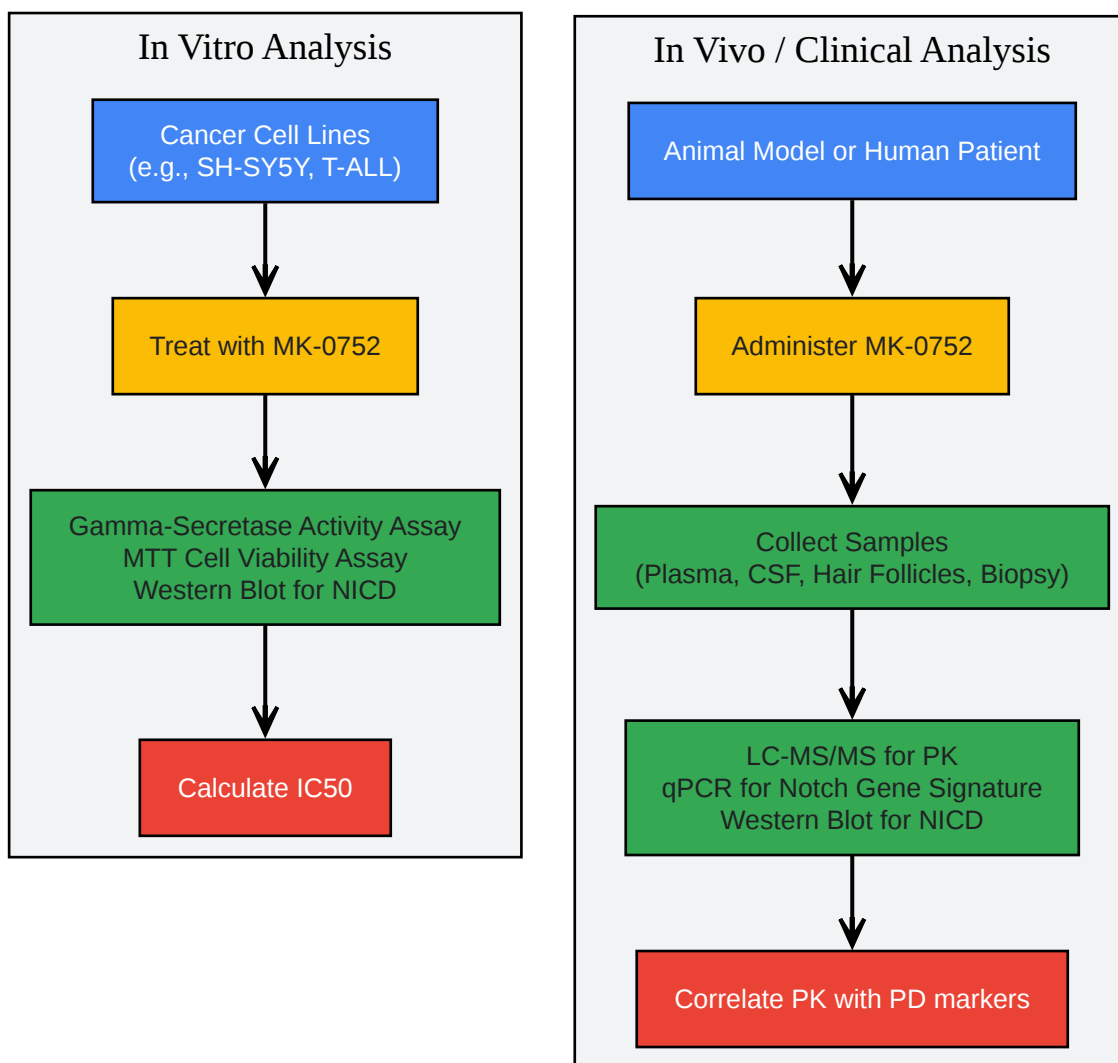 In Vitro Analysis
Cancer Cell Lines
(e.g., SH-SY5Y, T-ALL)
Treat with MK-0752
Gamma-Secretase Activity Assay
MTT Cell Viability Assay
Western Blot for NICD
Calculate IC50
In Vivo / Clinical Analysis
Animal Model or Human Patient
Administer MK-0752
Collect Samples
(Plasma, CSF, Hair Follicles, Biopsy)
LC-MS/MS for PK
qPCR for Notch Gene Signature
Western Blot for NICD
Correlate PK with PD markers